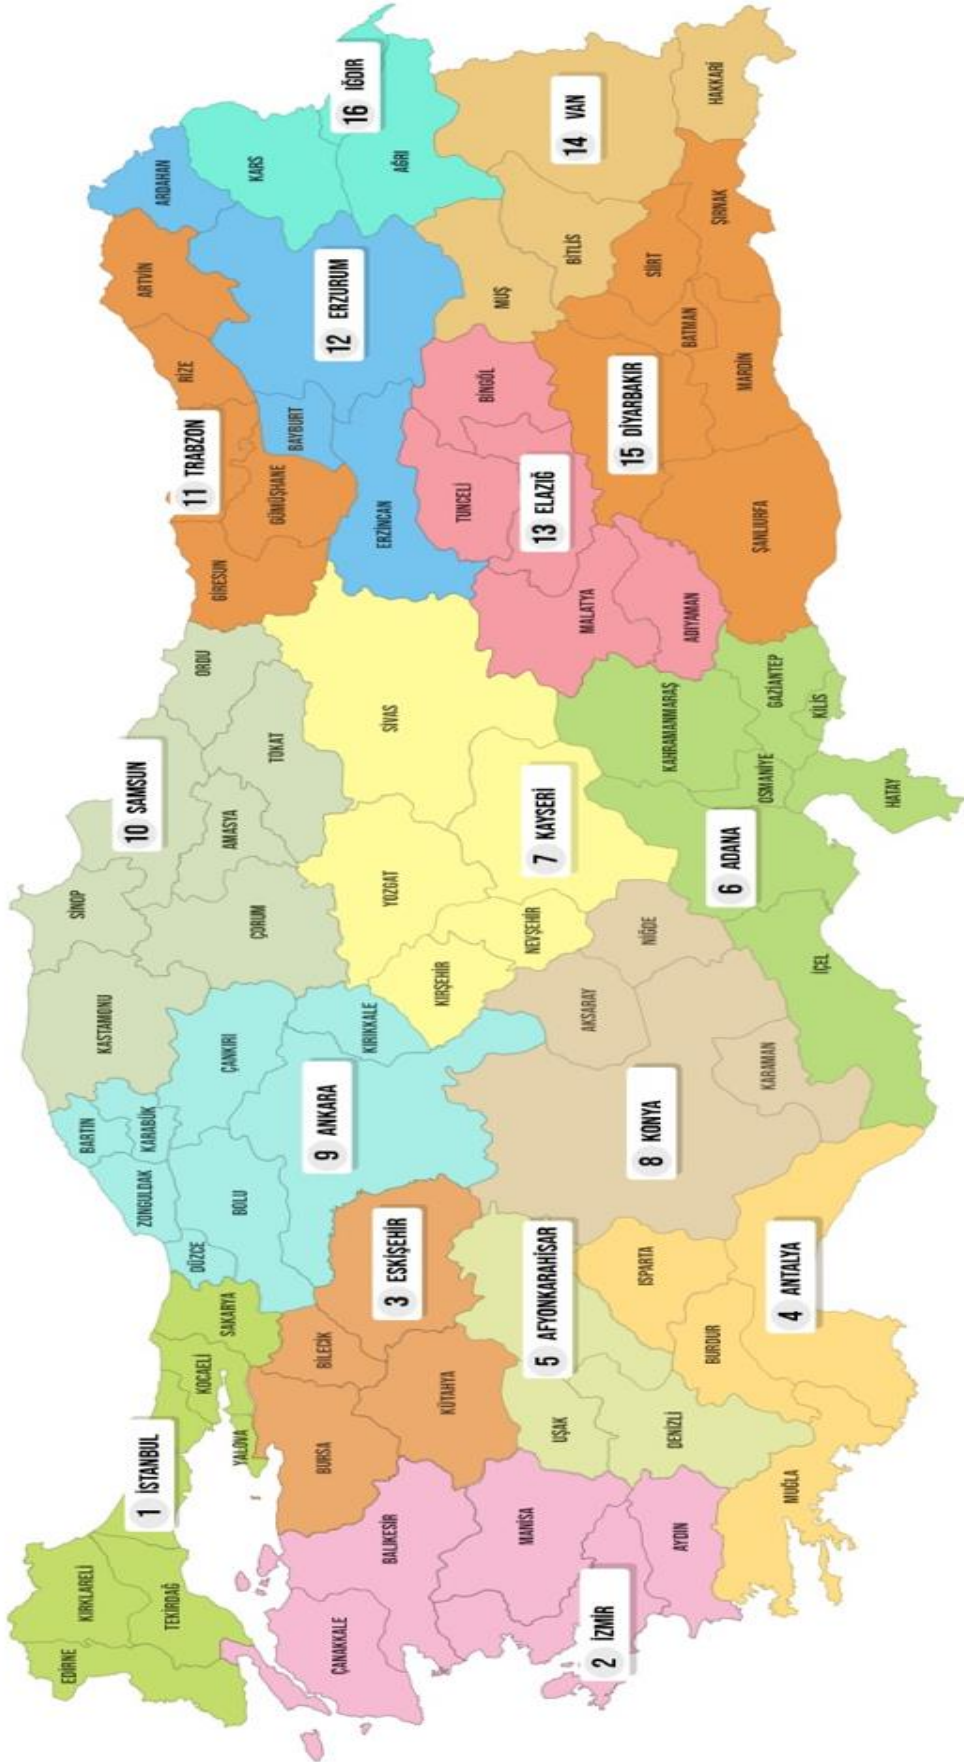 1 İSTANBUL
EDİRNE
KIRKLARELİ
TEKİRDAĞ
YALOVA
KOCAELİ
SAKARYA
2 İZMİR
ÇANAKKALE
BALIKESİR
MANİSA
AYDIN
3 ESKİŞEHİR
BURSA
BİLECİK
KÜTAHYA
4 ANTALYA
MUĞLA
BURDUR
ISPARTA
5 AFYONKARAHİSAR
UŞAK
DENİZLİ
6 ADANA
İÇEL
HATAY
OSMANİYE
KAHRAMANMARAŞ
GAZİANTEP
KİLİS
7 KAYSERİ
KIRŞEHİR
NEVŞEHİR
YOZGAT
SİVAS
8 KONYA
KARAMAN
AKSARAY
NİĞDE
9 ANKARA
DÜZCE
BOLU
ZONGULDAK
BARTIN
KARABÜK
ÇANKIRI
KIRIKKALE
10 SAMSUN
KASTAMONU
SİNOP
ÇORUM
AMASYA
TOKAT
ORDU
11 TRABZON
GİRESUN
GÜMÜŞHANE
RİZE
ARTVİN
12 ERZURUM
ERZİNCAN
BAYBURT
ARDAHAN
13 ELAZIĞ
MALATYA
ADIYAMAN
TUNCELİ
BİNGÖL
14 VAN
MUŞ
BİTLİS
HAKKARİ
15 DİYARBAKIR
ŞANLIURFA
MARDİN
BATMAN
SİİRT
ŞIRNAK
16 IĞDIR
KARS
AĞRI